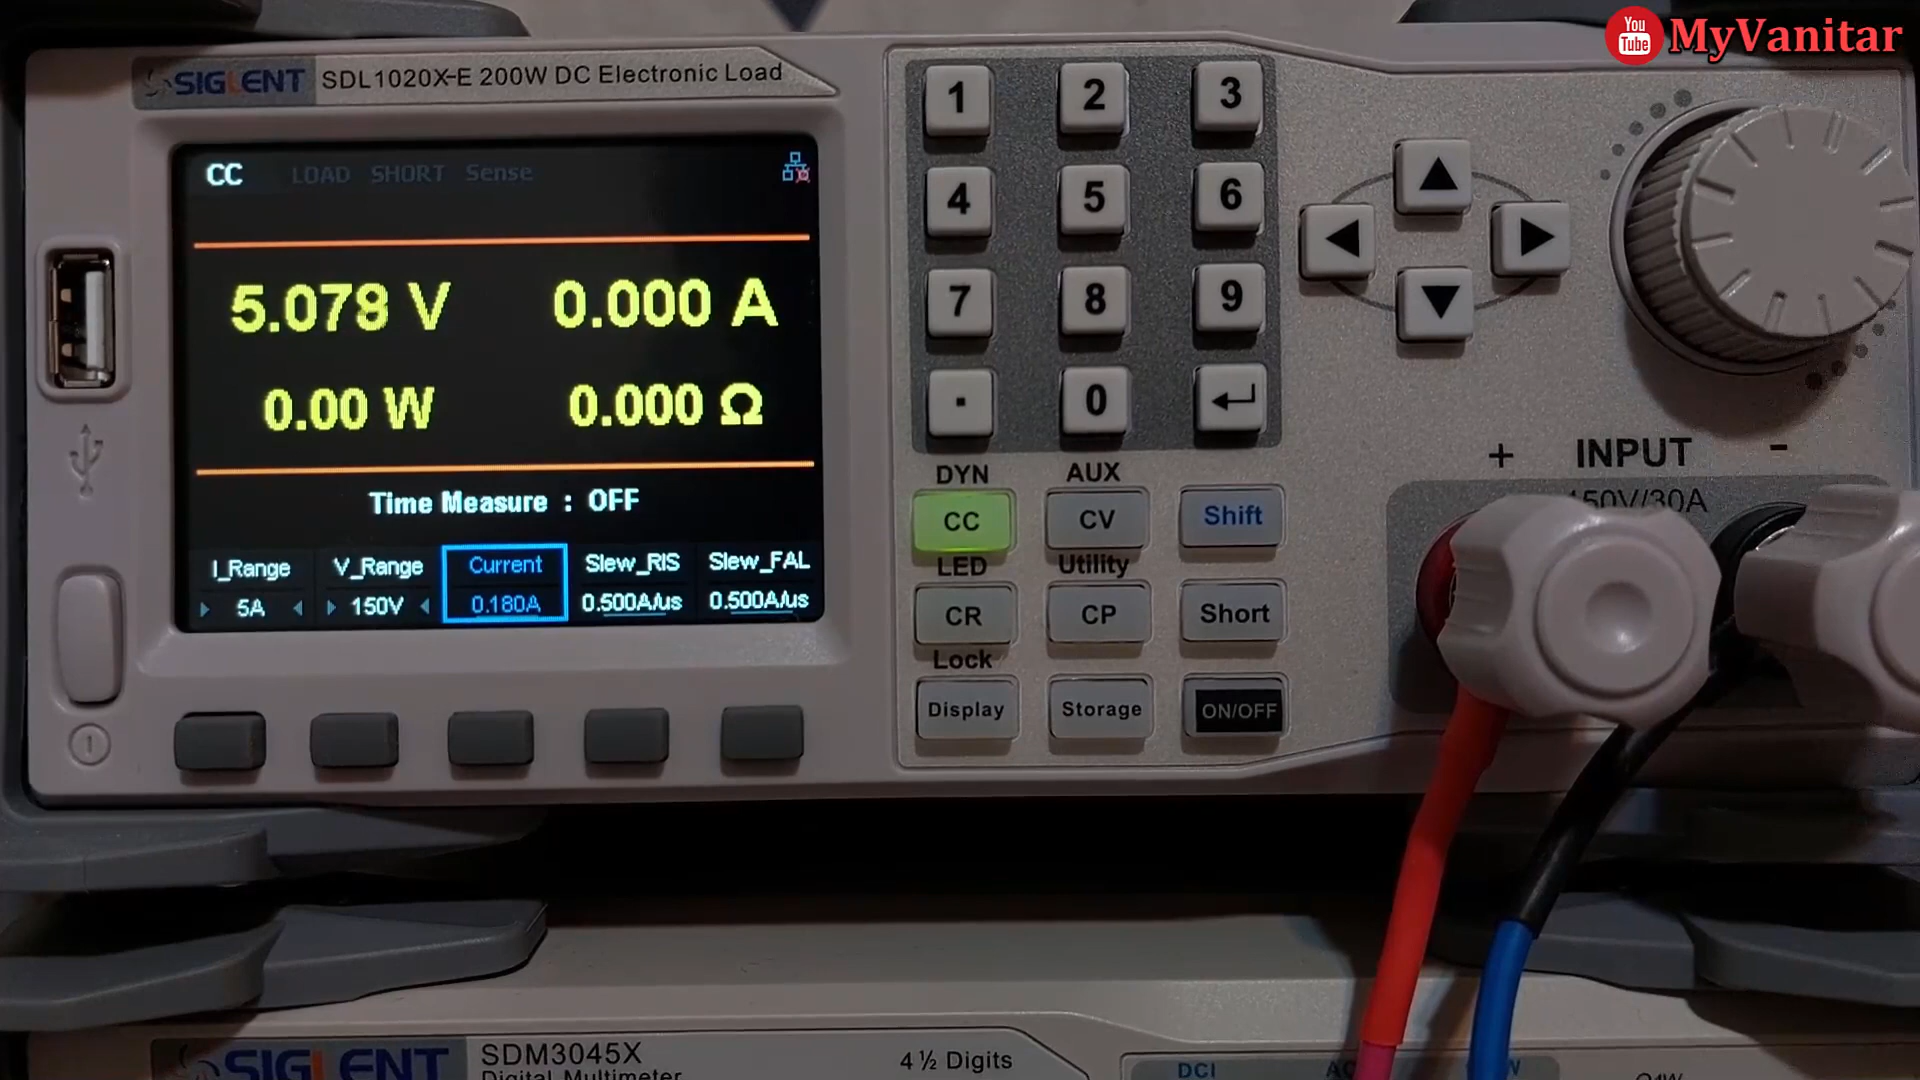 You
Tube MyVanitar
SIGLENT SDL1020X-E 200W DC Electronic Load
CC LOAD SHORT Sense
5.078 V 0.000 A
0.00 W 0.000 Ω
Time Measure : OFF
I_Range V_Range Current Slew_RIS Slew_FAL
5A 150V 0.180A 0.500A/us 0.500A/us
1 2 3
4 5 6
7 8 9
. 0
DYN AUX
CC CV Shift
LED Utility
CR CP Short
Lock
Display Storage ON/OFF
+ INPUT -
150V/30A
SIGLENT SDM3045X 4 ½ Digits
Digital Multimeter
DCI